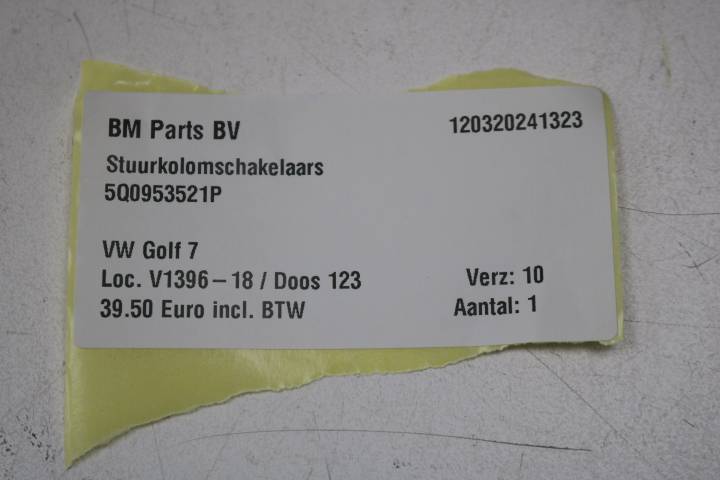 BM Parts BV 120320241323
Stuurkolomschakelaars
5Q0953521P
VW Golf 7
Loc. V1396 – 18 / Doos 123 Verz: 10
39.50 Euro incl. BTW Aantal: 1